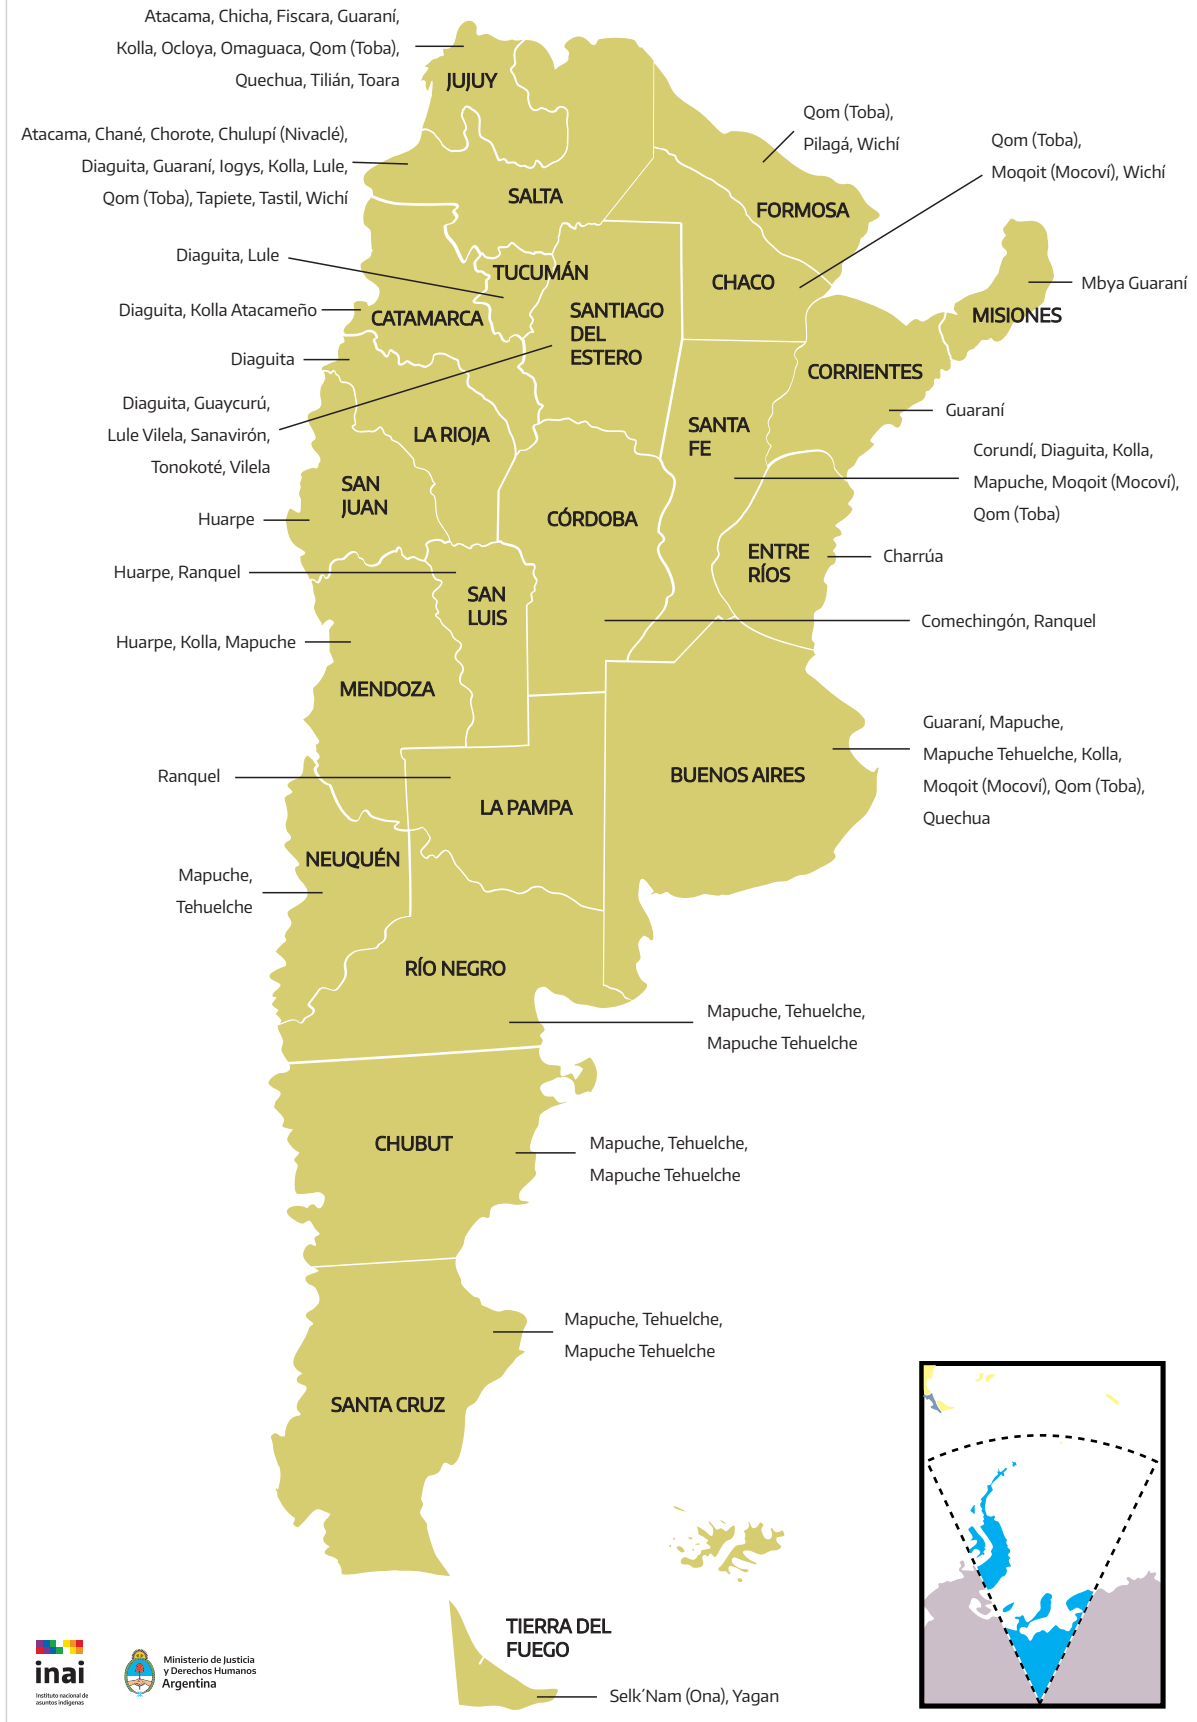 Atacama, Chicha, Fiscara, Guaraní,
Kolla, Ocloya, Omaguaca, Qom (Toba),
Quechua, Tilián, Toara
JUJUY
Atacama, Chané, Chorote, Chulupí (Nivaclé),
Diaguita, Guaraní, Iogys, Kolla, Lule,
Qom (Toba), Tapiete, Tastil, Wichí
SALTA
Qom (Toba),
Pilagá, Wichí
FORMOSA
Qom (Toba),
Moqoit (Mocoví), Wichí
CHACO
Diaguita, Lule
TUCUMÁN
Mbya Guaraní
MISIONES
Diaguita, Kolla Atacameño
CATAMARCA
SANTIAGO
DEL
ESTERO
Diaguita
CORRIENTES
Guaraní
Diaguita, Guaycurú,
Lule Vilela, Sanavirón,
Tonokoté, Vilela
LA RIOJA
SANTA
FE
Corundí, Diaguita, Kolla,
Mapuche, Moqoit (Mocoví),
Qom (Toba)
SAN
JUAN
Huarpe
CÓRDOBA
ENTRE
RÍOS
Charrúa
Huarpe, Ranquel
SAN
LUIS
Comechingón, Ranquel
Huarpe, Kolla, Mapuche
MENDOZA
Guaraní, Mapuche,
Mapuche Tehuelche, Kolla,
Moqoit (Mocoví), Qom (Toba),
Quechua
BUENOS AIRES
Ranquel
LA PAMPA
NEUQUÉN
Mapuche,
Tehuelche
RÍO NEGRO
Mapuche, Tehuelche,
Mapuche Tehuelche
CHUBUT
Mapuche, Tehuelche,
Mapuche Tehuelche
Mapuche, Tehuelche,
Mapuche Tehuelche
SANTA CRUZ
TIERRA DEL
FUEGO
Selk´Nam (Ona), Yagan
inai
Instituto nacional de
asuntos indígenas
Ministerio de Justicia
y Derechos Humanos
Argentina